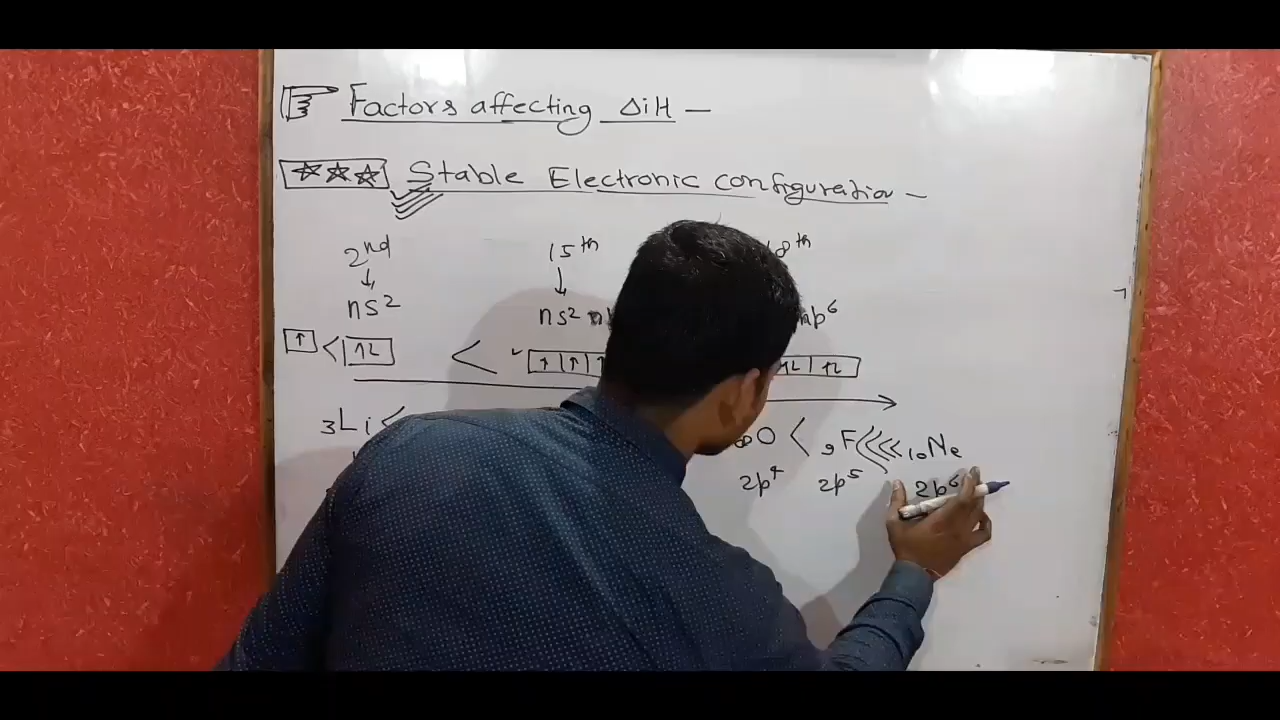 Factors affecting ΔiH –
☆☆☆ Stable Electronic configuration –
2nd 15th 18th
↓ ↓
ns² ns² np⁶
↑ < ↑↓ < ↑ ↑ ↑ ↑↓ ↑↓
₃Li < ₈O < ₉F <<<< ₁₀Ne
2p⁴ 2p⁵ 2p⁶